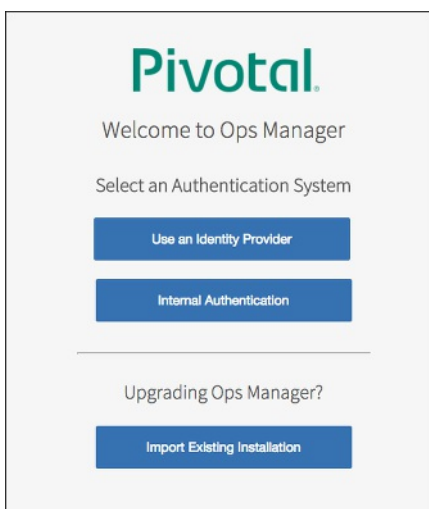 Pivotal®
Welcome to Ops Manager
Select an Authentication System
Use an Identity Provider
Internal Authentication
Upgrading Ops Manager?
Import Existing Installation